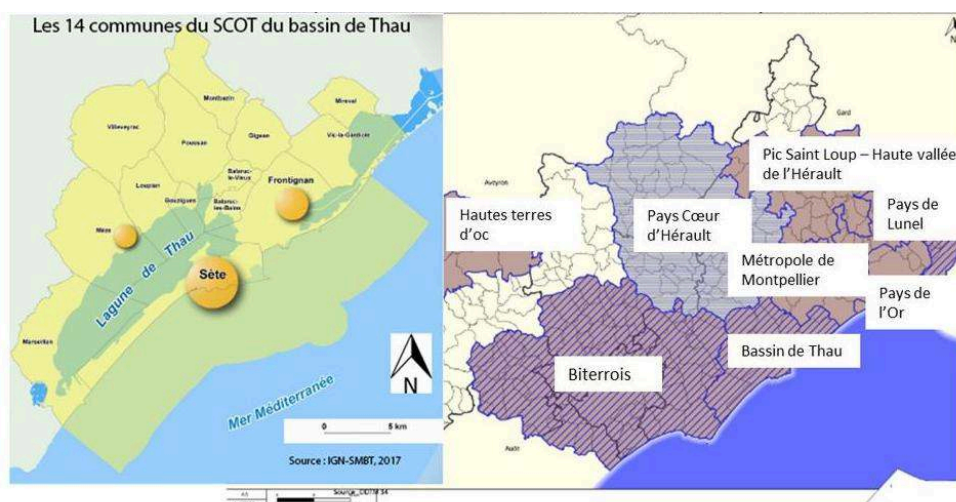 Les 14 communes du SCOT du bassin de Thau
Montbazin
Mireval
Villeveyrac
Gigean
Vic-la-Gardiole
Poussan
Balaruc-
le-Vieux
Frontignan
Loupian
Bouzigues
Balaruc-
les-Bains
Mèze
Lagune de Thau
Sète
Marseillan
N
Mer Méditerranée
0 5 km
Source : IGN-SMBT, 2017
N
Gard
Pic Saint Loup – Haute vallée
de l’Hérault
Aveyron
Hautes terres
d’oc
Pays Cœur
d’Hérault
Pays de
Lunel
Métropole de
Montpellier
Pays de
l’Or
Bassin de Thau
Biterrois
Aude
Source_DDTM 34